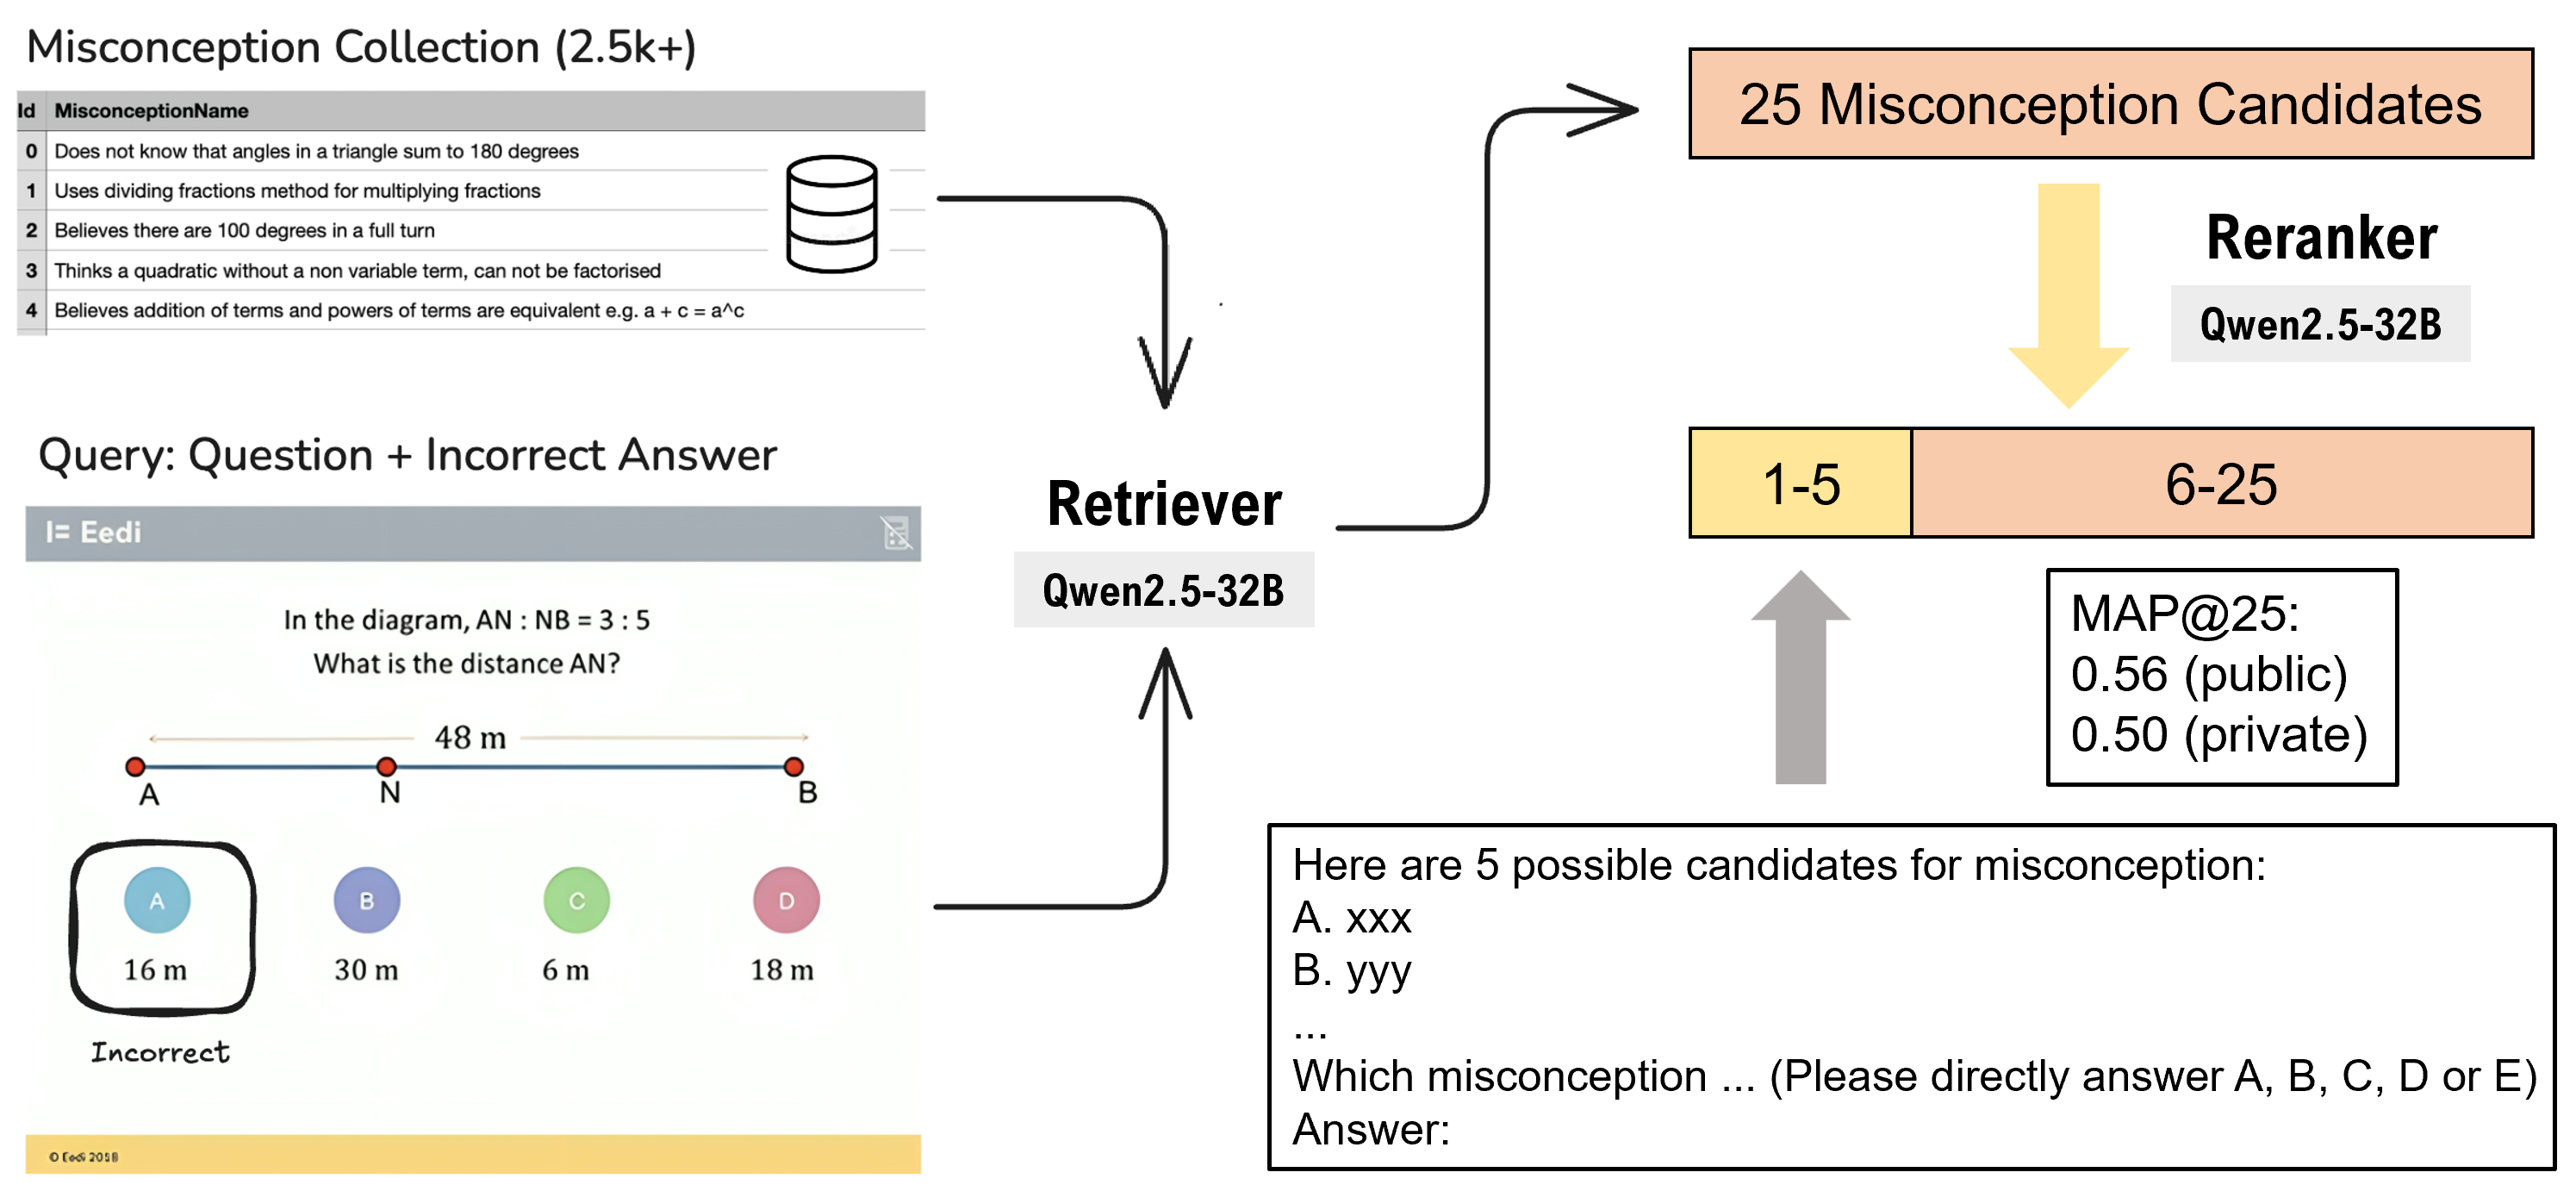 Misconception Collection (2.5k+)
Id MisconceptionName
0 Does not know that angles in a triangle sum to 180 degrees
1 Uses dividing fractions method for multiplying fractions
2 Believes there are 100 degrees in a full turn
3 Thinks a quadratic without a non variable term, can not be factorised
4 Believes addition of terms and powers of terms are equivalent e.g. a + c = a^c
Query: Question + Incorrect Answer
Eedi
In the diagram, AN : NB = 3 : 5
What is the distance AN?
48 m
A N B
A B C D
16 m 30 m 6 m 18 m
Incorrect
© Eedi 2018
Retriever
Qwen2.5-32B
25 Misconception Candidates
Reranker
Qwen2.5-32B
1-5 6-25
MAP@25:
0.56 (public)
0.50 (private)
Here are 5 possible candidates for misconception:
A. xxx
B. yyy
...
Which misconception ... (Please directly answer A, B, C, D or E)
Answer: